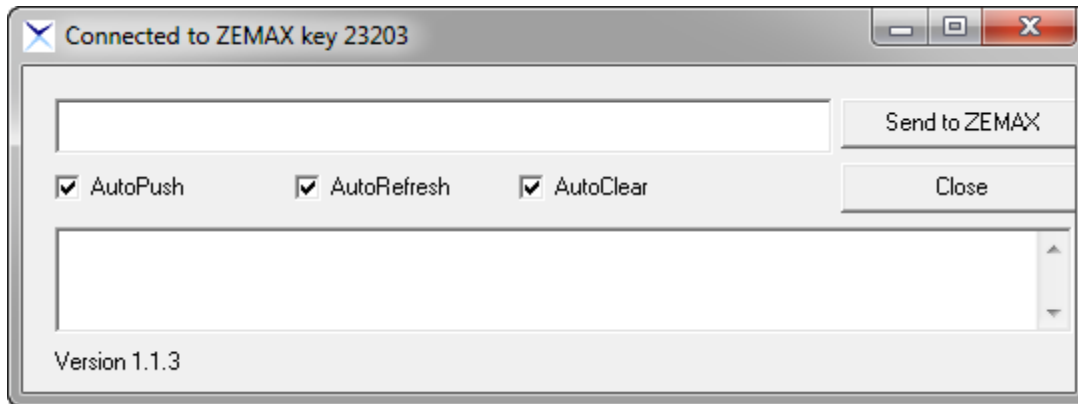 Connected to ZEMAX key 23203
Send to ZEMAX
AutoPush AutoRefresh AutoClear Close
Version 1.1.3